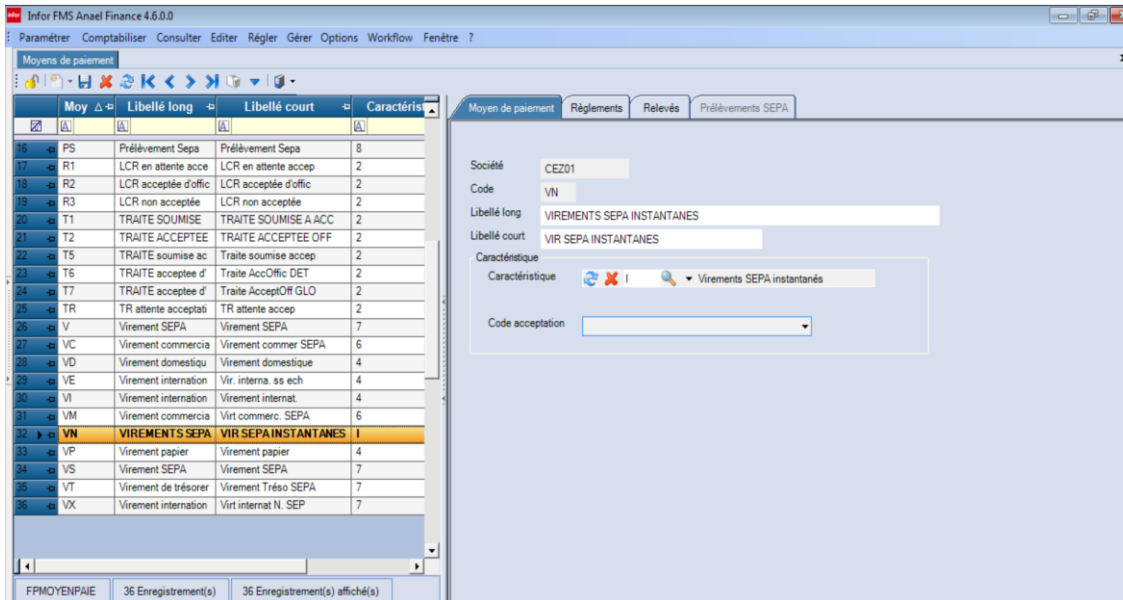 infor Infor FMS Anael Finance 4.6.0.0
Paramétrer Comptabiliser Consulter Editer Régler Gérer Options Workflow Fenêtre ?
Moyens de paiement
Moy Libellé long Libellé court Caractérist
16 PS Prélèvement Sepa Prélèvement Sepa 8
17 R1 LCR en attente acce LCR en attente accep 2
18 R2 LCR acceptée d'offic LCR acceptée d'offic 2
19 R3 LCR non acceptée LCR non acceptée 2
20 T1 TRAITE SOUMISE TRAITE SOUMISE A ACC 2
21 T2 TRAITE ACCEPTEE TRAITE ACCEPTEE OFF 2
22 T5 TRAITE soumise ac Traite soumise accep 2
23 T6 TRAITE acceptee d' Traite AccOffic DET 2
24 T7 TRAITE acceptee d' Traite AcceptOff GLO 2
25 TR TR attente acceptati TR attente accep 2
26 V Virement SEPA Virement SEPA 7
27 VC Virement commercia Virement commer SEPA 6
28 VD Virement domestiqu Virement domestique 4
29 VE Virement internation Vir. interna. ss ech 4
30 VI Virement internation Virement internat. 4
31 VM Virement commercia Virt commerc. SEPA 6
32 VN VIREMENTS SEPA VIR SEPA INSTANTANES I
33 VP Virement papier Virement papier 4
34 VS Virement SEPA Virement SEPA 7
35 VT Virement de trésorer Virement Tréso SEPA 7
36 VX Virement internation Virt internat N. SEP 7
FPMOYENPAIE 36 Enregistrement(s) 36 Enregistrement(s) affiché(s)
Moyen de paiement Règlements Relevés Prélèvements SEPA
Société CEZ01
Code VN
Libellé long VIREMENTS SEPA INSTANTANES
Libellé court VIR SEPA INSTANTANES
Caractéristique
Caractéristique I Virements SEPA instantanés
Code acceptation